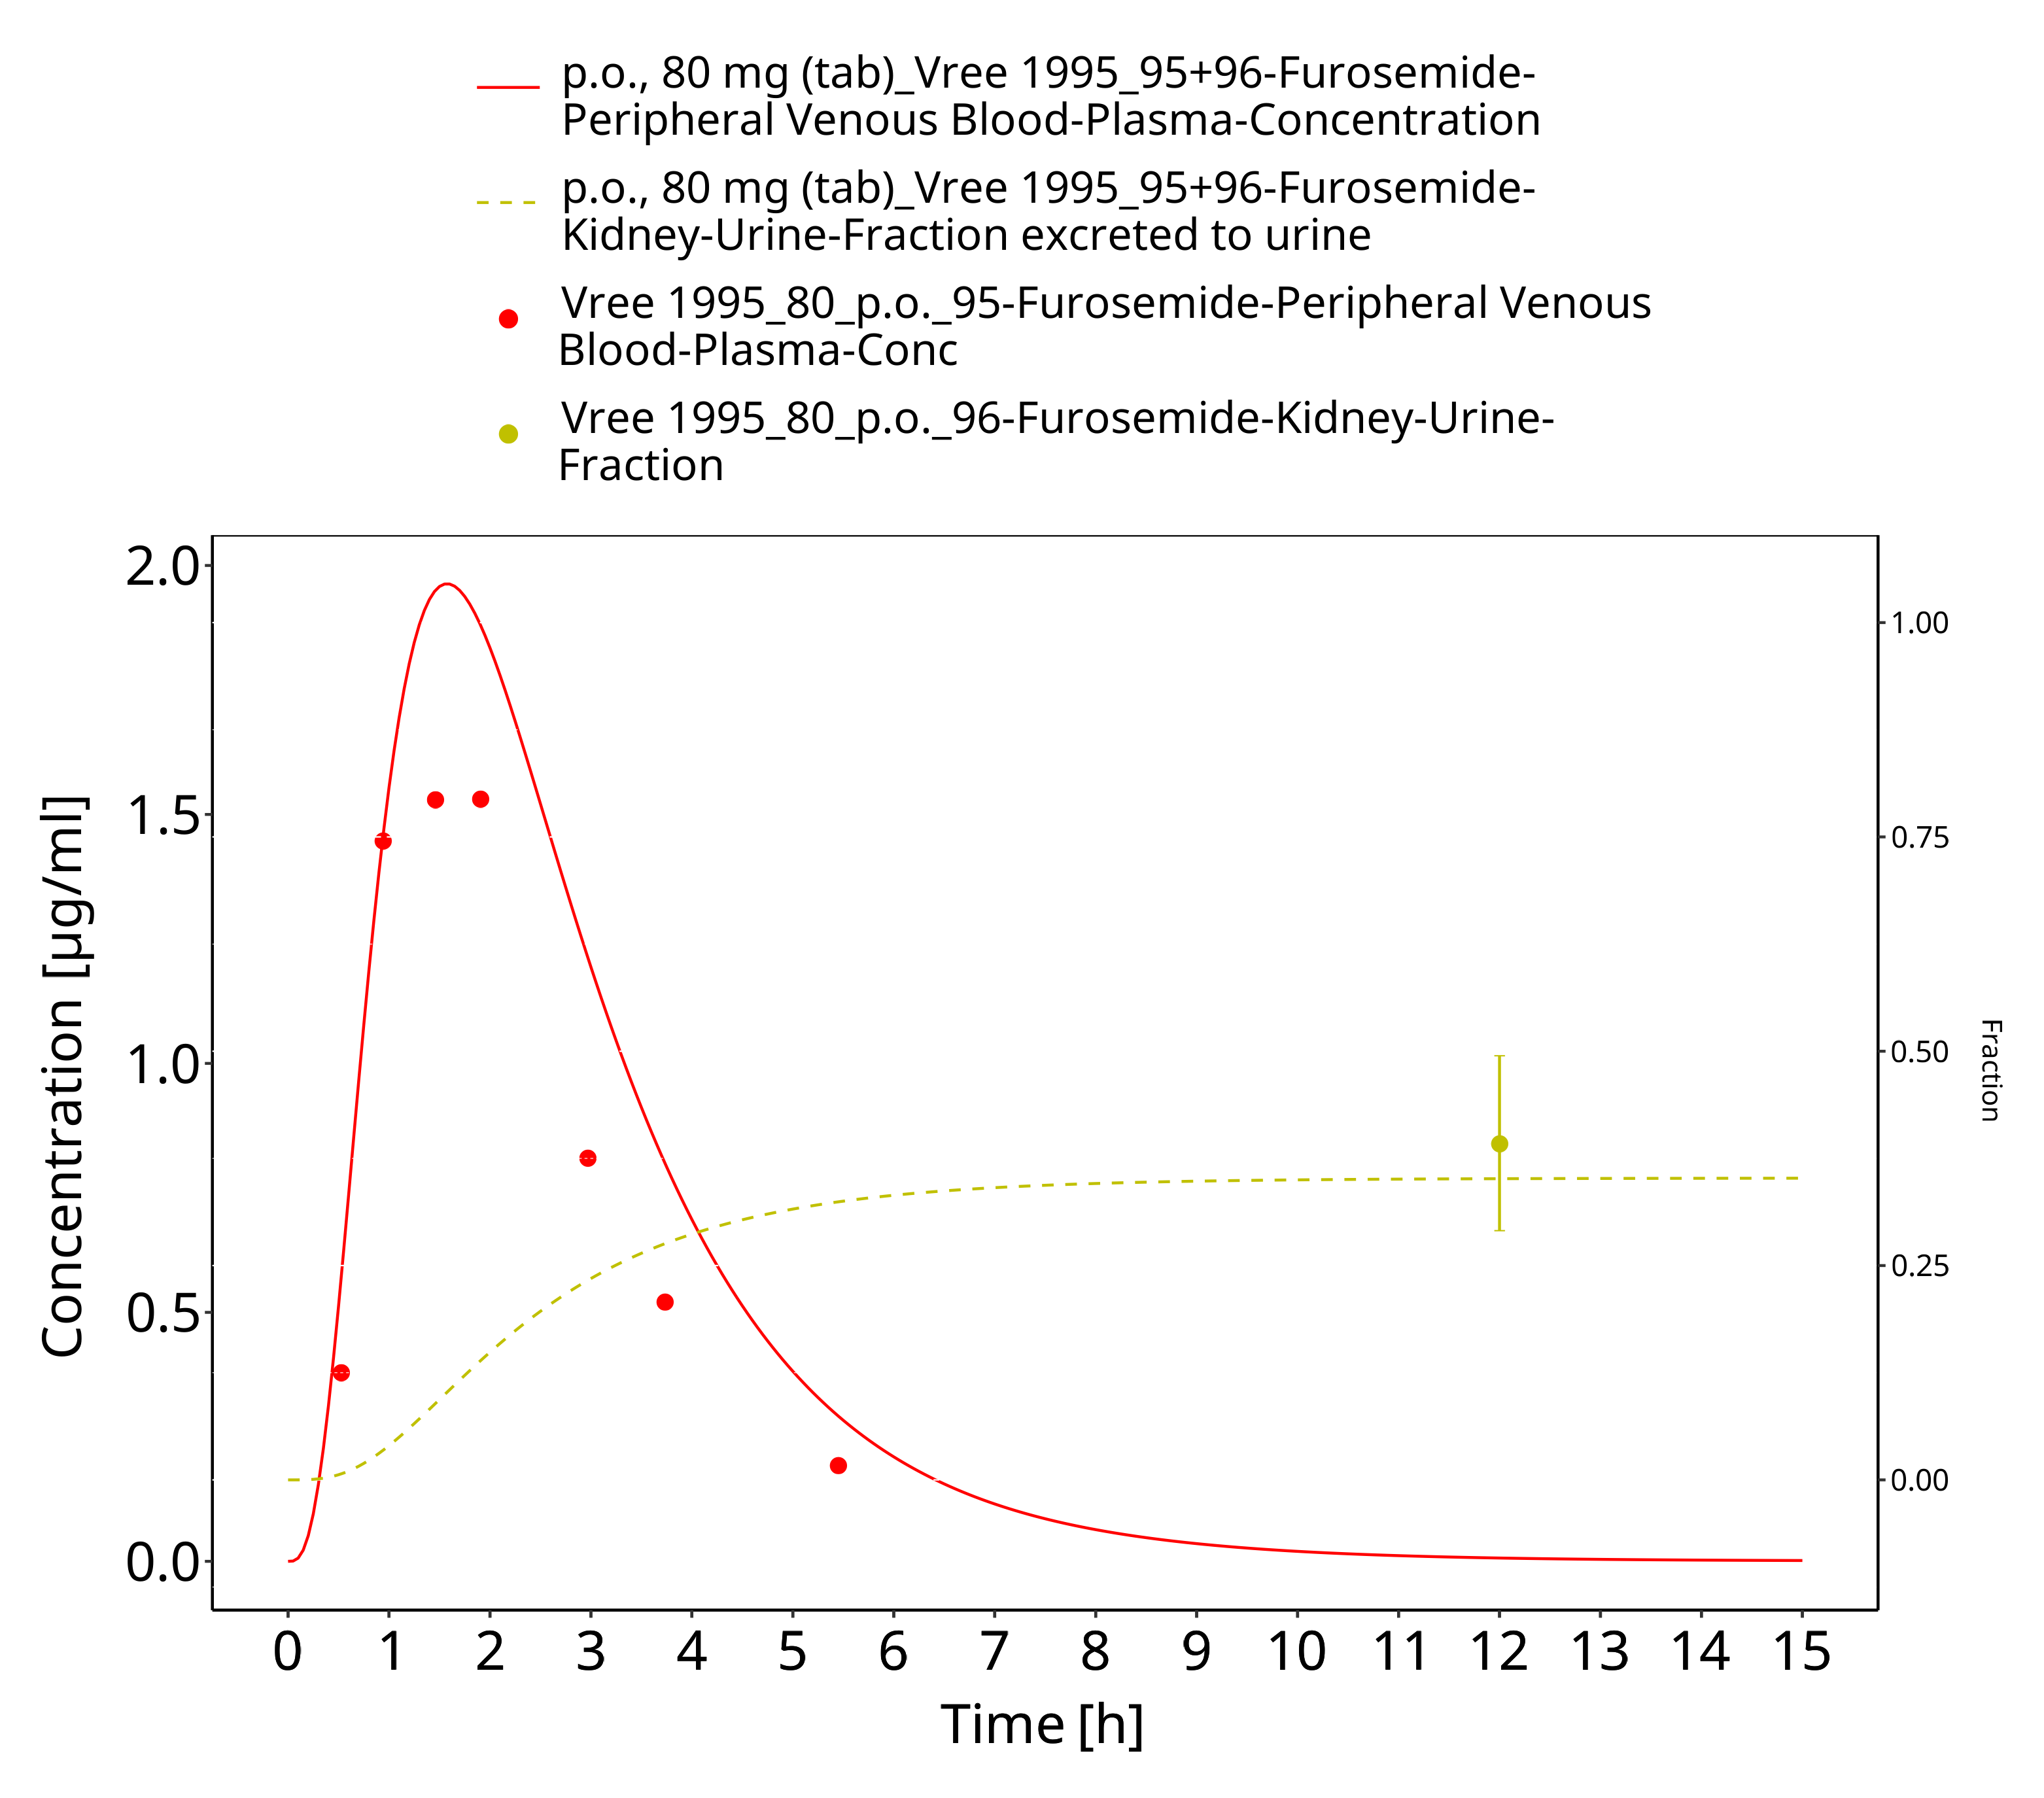 p.o., 80 mg (tab)_Vree 1995_95+96-Furosemide-
Peripheral Venous Blood-Plasma-Concentration
p.o., 80 mg (tab)_Vree 1995_95+96-Furosemide-
Kidney-Urine-Fraction excreted to urine
Vree 1995_80_p.o._95-Furosemide-Peripheral Venous
Blood-Plasma-Conc
Vree 1995_80_p.o._96-Furosemide-Kidney-Urine-
Fraction
2.0
1.5
1.0
0.5
0.0
Concentration [µg/ml]
1.00
0.75
0.50
0.25
0.00
Fraction
0 1 2 3 4 5 6 7 8 9 10 11 12 13 14 15
Time [h]